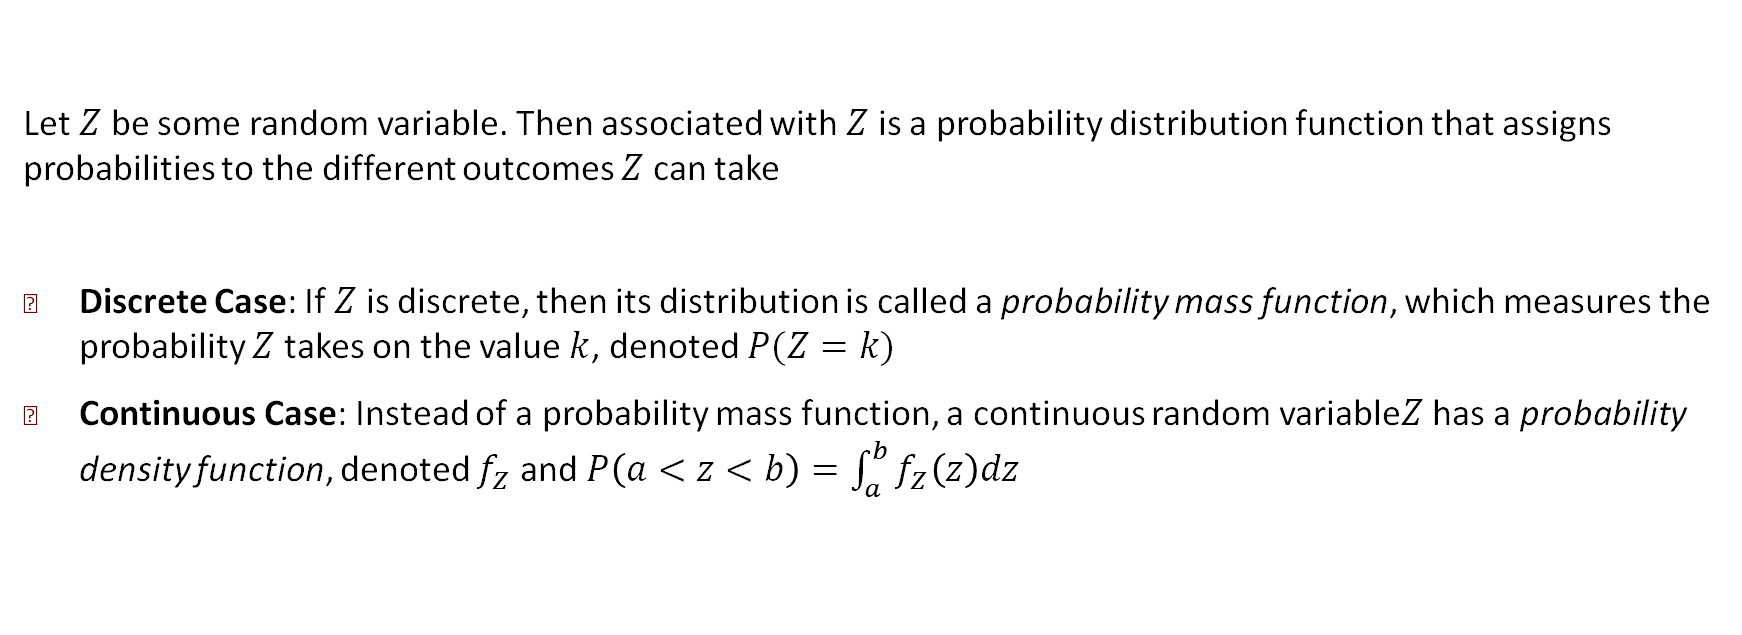 Let 𝑍 be some random variable. Then associated with 𝑍 is a probability distribution function that assigns
probabilities to the different outcomes 𝑍 can take
Discrete Case: If 𝑍 is discrete, then its distribution is called a probability mass function, which measures the
probability 𝑍 takes on the value 𝑘, denoted 𝑃(𝑍 = 𝑘)
Continuous Case: Instead of a probability mass function, a continuous random variable𝑍 has a probability
density function, denoted 𝑓_𝑍 and 𝑃(𝑎 < 𝑧 < 𝑏) = ∫_𝑎^𝑏 𝑓_𝑍(𝑧)𝑑𝑧